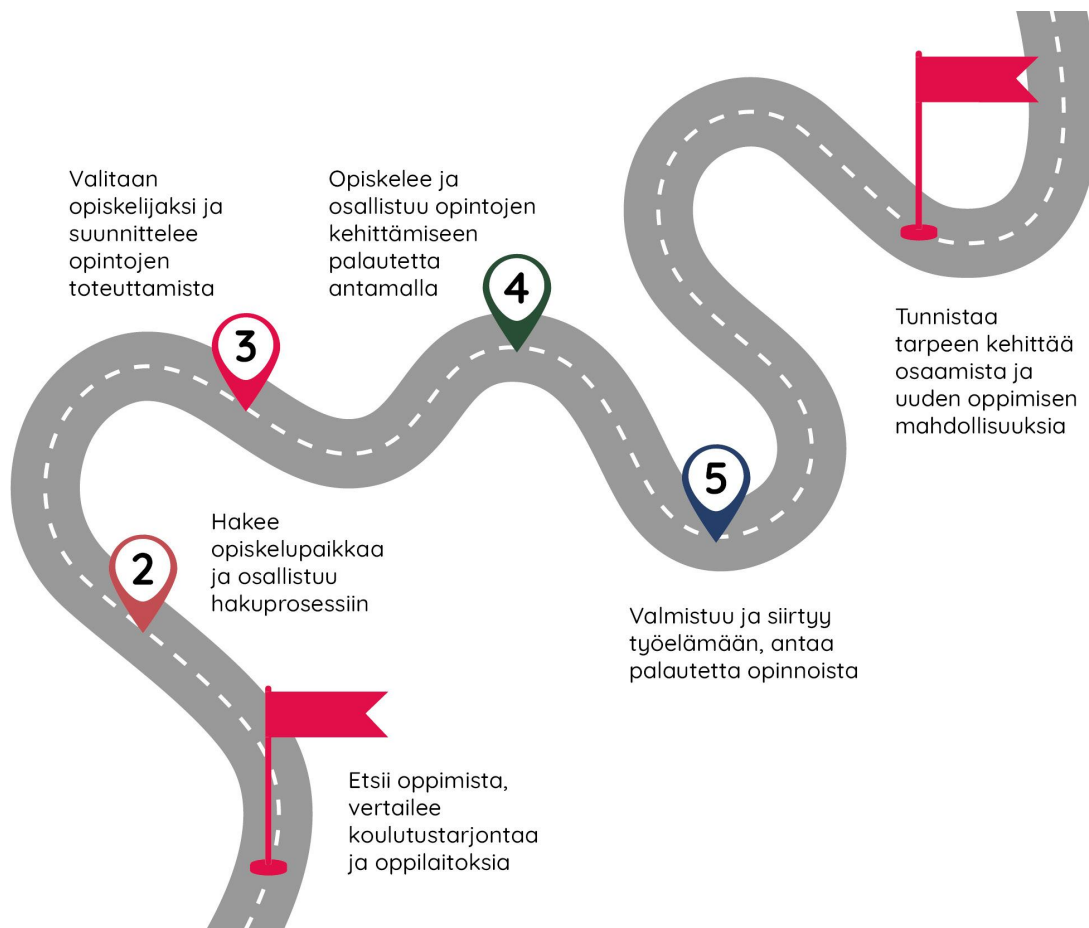 Valitaan
opiskelijaksi ja
suunnittelee
opintojen
toteuttamista
Opiskelee ja
osallistuu opintojen
kehittämiseen
palautetta
antamalla
4
3
Tunnistaa
tarpeen kehittää
osaamista ja
uuden oppimisen
mahdollisuuksia
5
Hakee
opiskelupaikkaa
ja osallistuu
hakuprosessiin
2
Valmistuu ja siirtyy
työelämään, antaa
palautetta opinnoista
Etsii oppimista,
vertailee
koulutustarjontaa
ja oppilaitoksia